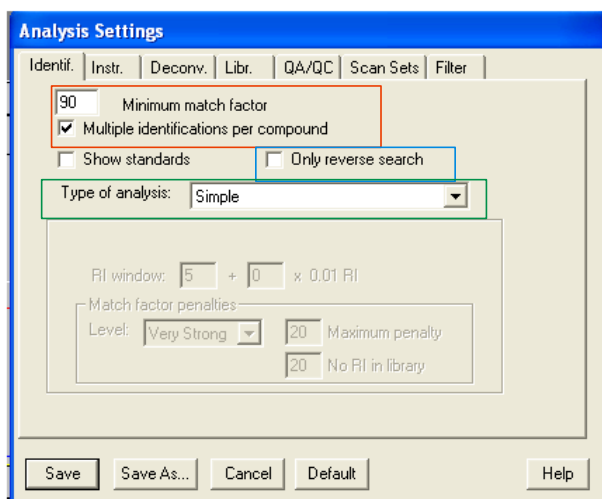 Analysis Settings
Identif. Instr. Deconv. Libr. QA/QC Scan Sets Filter
90 Minimum match factor
Multiple identifications per compound
Show standards Only reverse search
Type of analysis: Simple
RI window: 5 + 0 x 0.01 RI
Match factor penalties
Level: Very Strong 20 Maximum penalty
20 No RI in library
Save Save As... Cancel Default Help